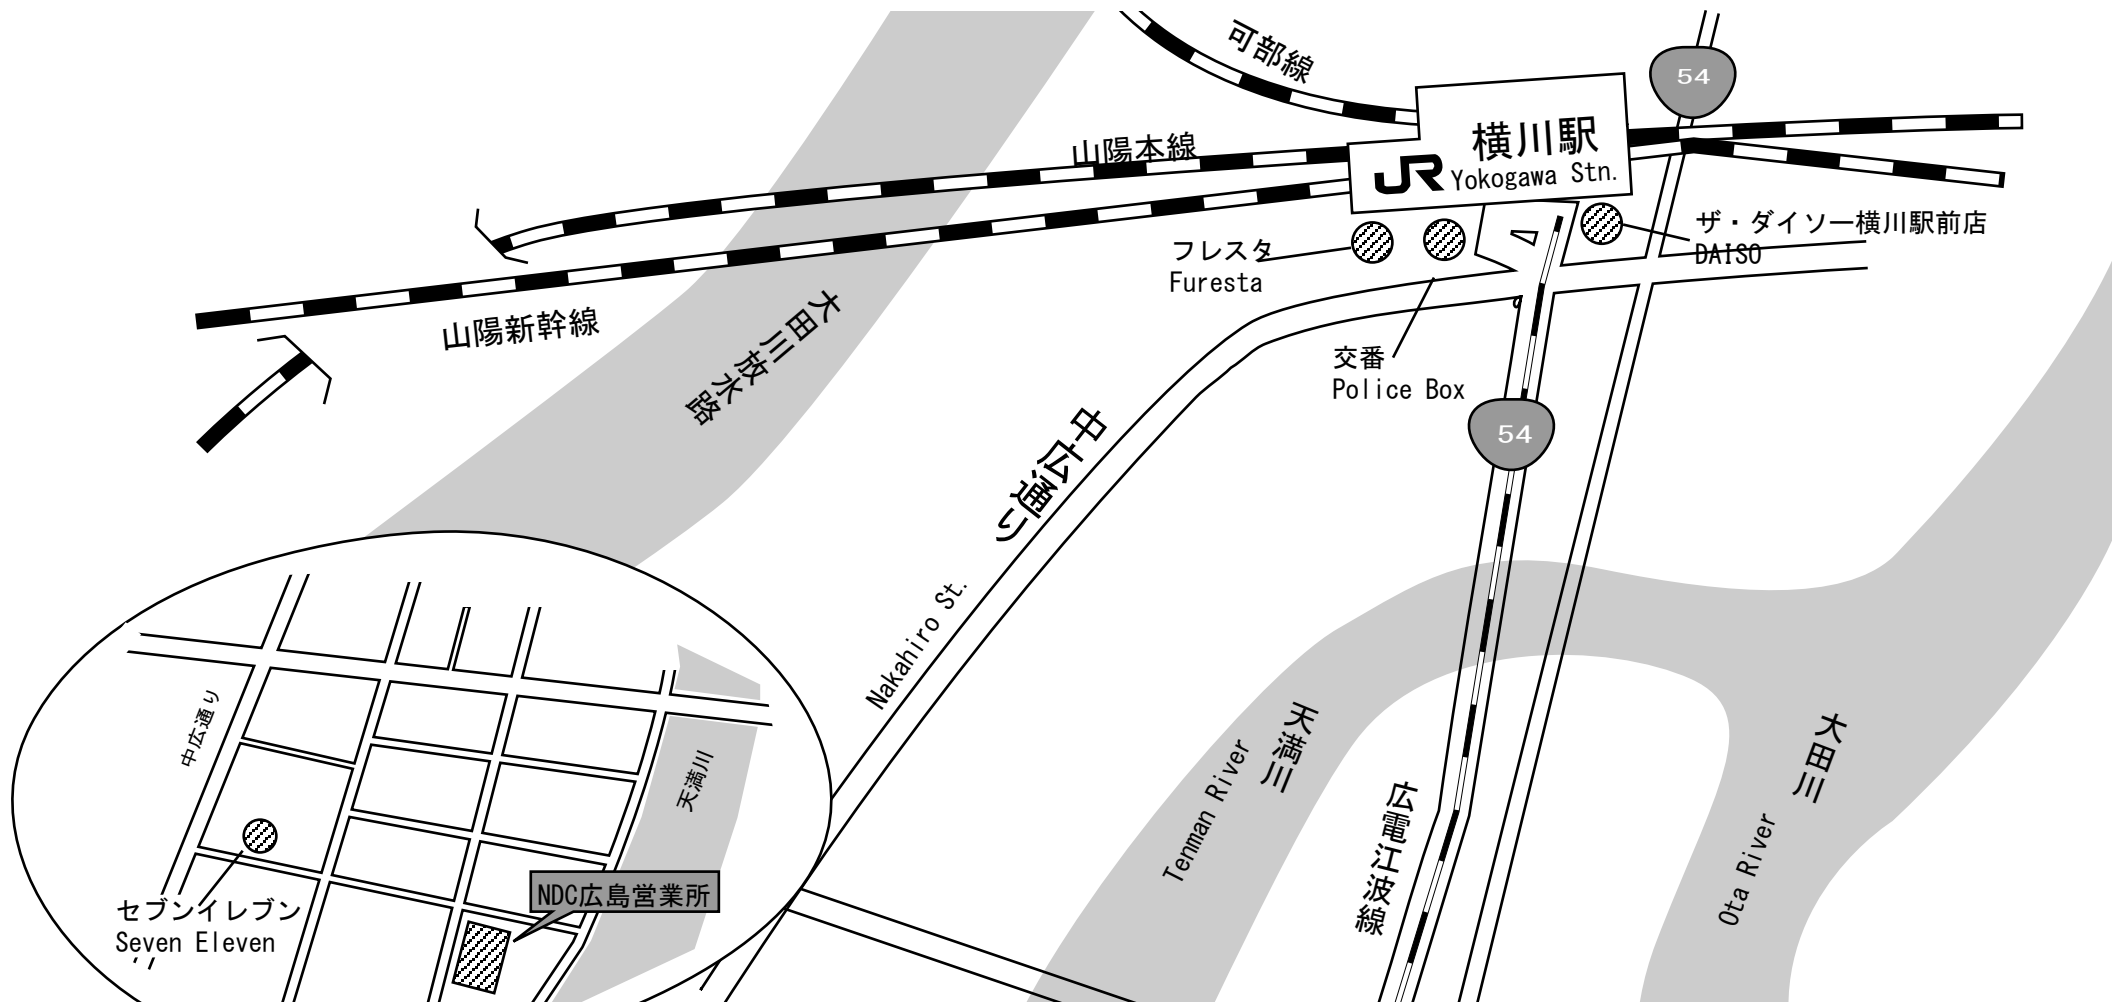 可部線
54
山陽本線
横川駅
JR
Yokogawa Stn.
ザ・ダイソー横川駅前店
DAISO
フレスタ
Furesta
山陽新幹線
大田川放水路
交番
Police Box
中広通り
54
Nakahiro St.
中広通り
天満川
天満川
Tenman River
大田川
Ota River
広電江波線
セブンイレブン
Seven Eleven
NDC広島営業所